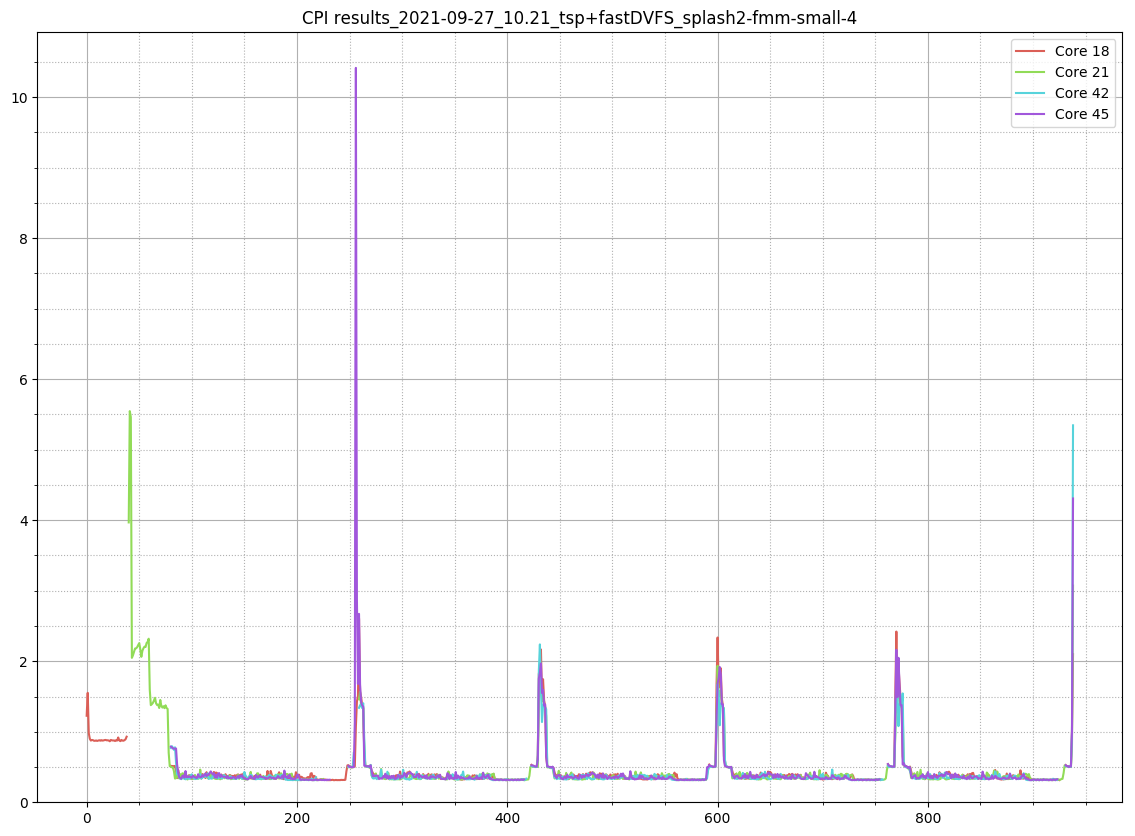 CPI results_2021-09-27_10.21_tsp+fastDVFS_splash2-fmm-small-4
Core 18
Core 21
Core 42
Core 45
10
8
6
4
2
0
0 200 400 600 800